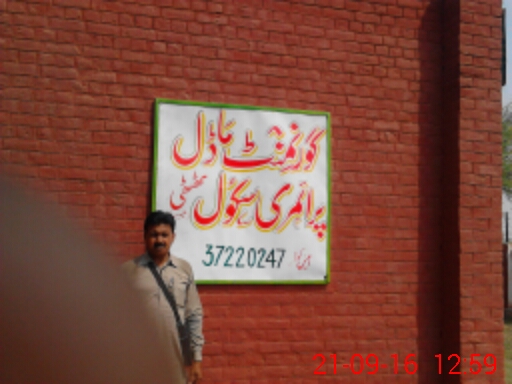 گورنمنٹ ماڈل
پرائمری سکول
37220247
21-09-16 12:59